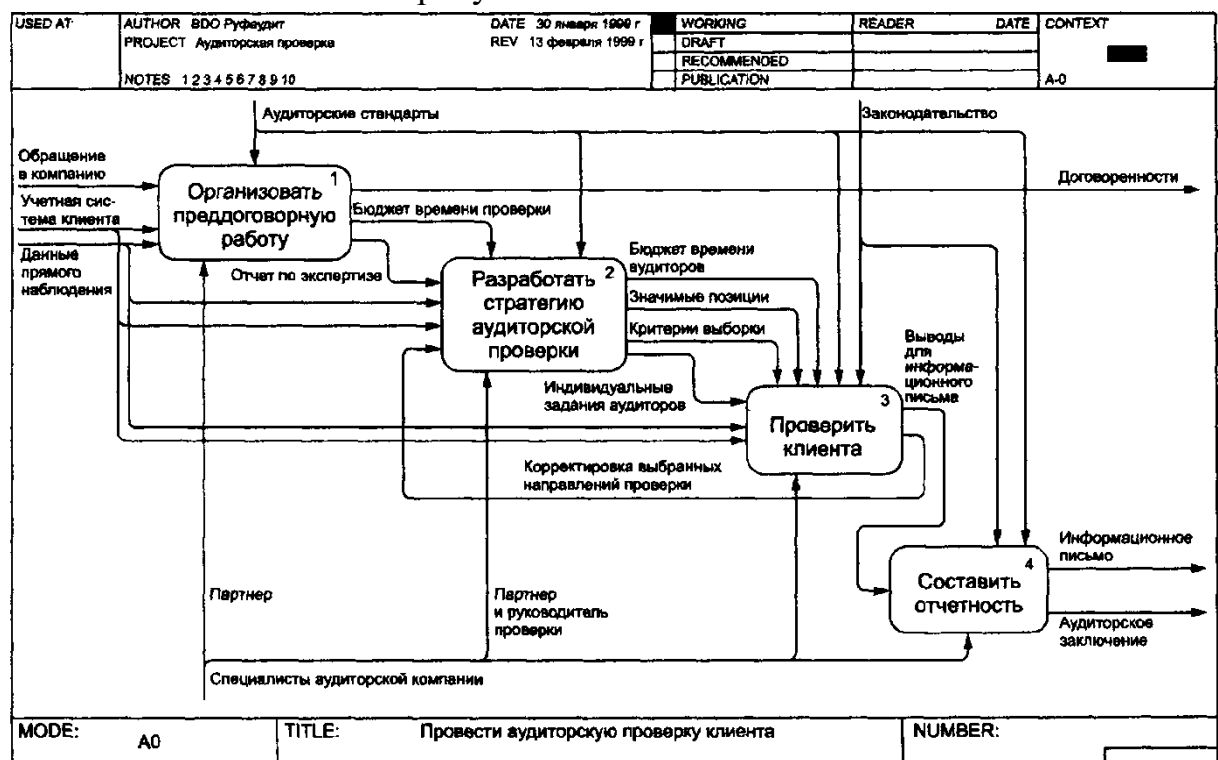 USED AT:
AUTHOR BDO Руфаудит
DATE 30 января 1999 г
PROJECT Аудиторская проверка
REV 13 февраля 1999 г
NOTES 1 2 3 4 5 6 7 8 9 10
WORKING
DRAFT
RECOMMENDED
PUBLICATION
READER DATE
CONTEXT
A-0
Аудиторские стандарты
Законодательство
Обращение
в компанию
Учетная сис-
тема клиента
Данные
прямого
наблюдения
1
Организовать
преддоговорную
работу
Договоренности
Бюджет времени проверки
Отчет по экспертизе
2
Разработать
стратегию
аудиторской
проверки
Бюджет времени
аудиторов
Значимые позиции
Критерии выборки
Индивидуальные
задания аудиторов
Выводы
для
информа-
ционного
письма
3
Проверить
клиента
Корректировка выбранных
направлений проверки
4
Составить
отчетность
Информационное
письмо
Аудиторское
заключение
Партнер
Партнер
и руководитель
проверки
Специалисты аудиторской компании
MODE:
A0
TITLE:
Провести аудиторскую проверку клиента
NUMBER: